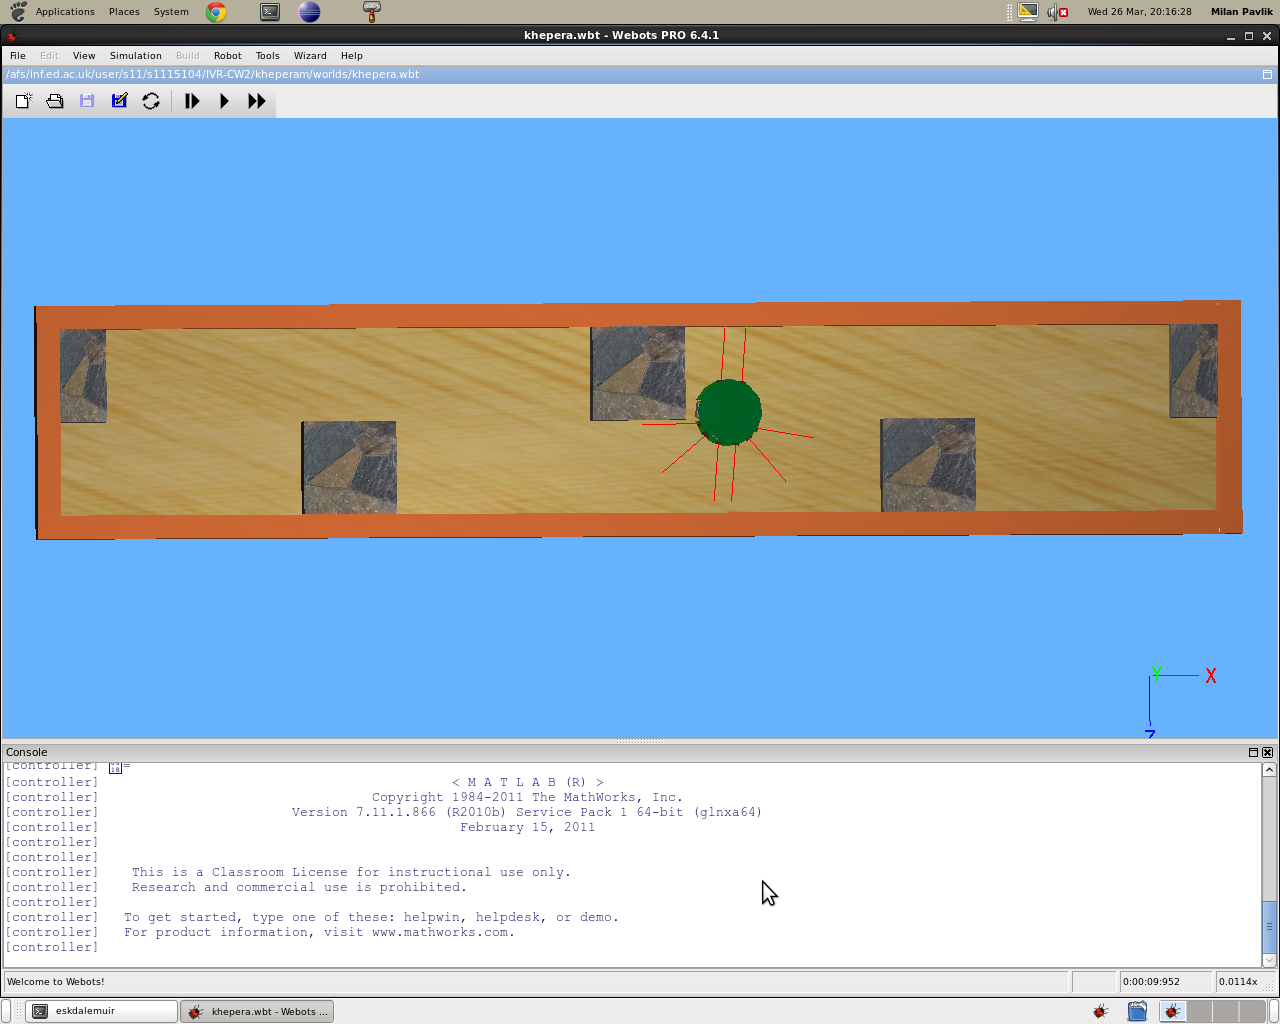 Applications Places System Wed 26 Mar, 20:16:28 Milan Pavlik
khepera.wbt - Webots PRO 6.4.1
File Edit View Simulation Build Robot Tools Wizard Help
/afs/inf.ed.ac.uk/user/s11/s1115104/IVR-CW2/kheperam/worlds/khepera.wbt
Y X
Z
Console
[controller] =
[controller] < M A T L A B (R) >
[controller] Copyright 1984-2011 The MathWorks, Inc.
[controller] Version 7.11.1.866 (R2010b) Service Pack 1 64-bit (glnxa64)
[controller] February 15, 2011
[controller]
[controller]
[controller] This is a Classroom License for instructional use only.
[controller] Research and commercial use is prohibited.
[controller]
[controller] To get started, type one of these: helpwin, helpdesk, or demo.
[controller] For product information, visit www.mathworks.com.
[controller]
Welcome to Webots! 0:00:09:952 0.0114x
eskdalemuir khepera.wbt - Webots ...